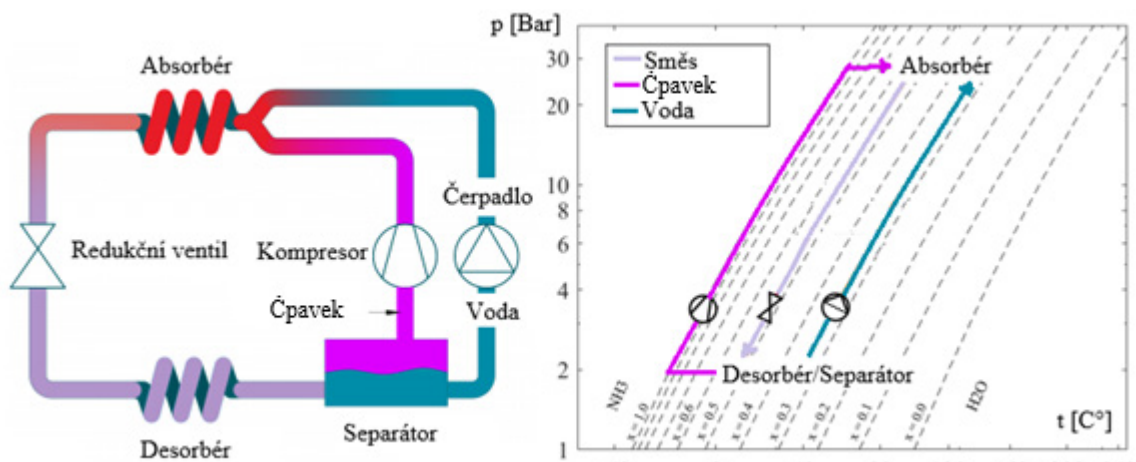 Absorbér
Čerpadlo
Redukční ventil
Kompresor
Čpavek
Voda
Separátor
Desorbér
p [Bar]
30
20
10
8
6
4
2
1
Směs
Čpavek
Voda
Absorbér
Desorbér/Separátor
NH3
x = 1.0
x = 0.6
x = 0.5
x = 0.4
x = 0.3
x = 0.2
x = 0.1
x = 0.0
H2O
t [C°]